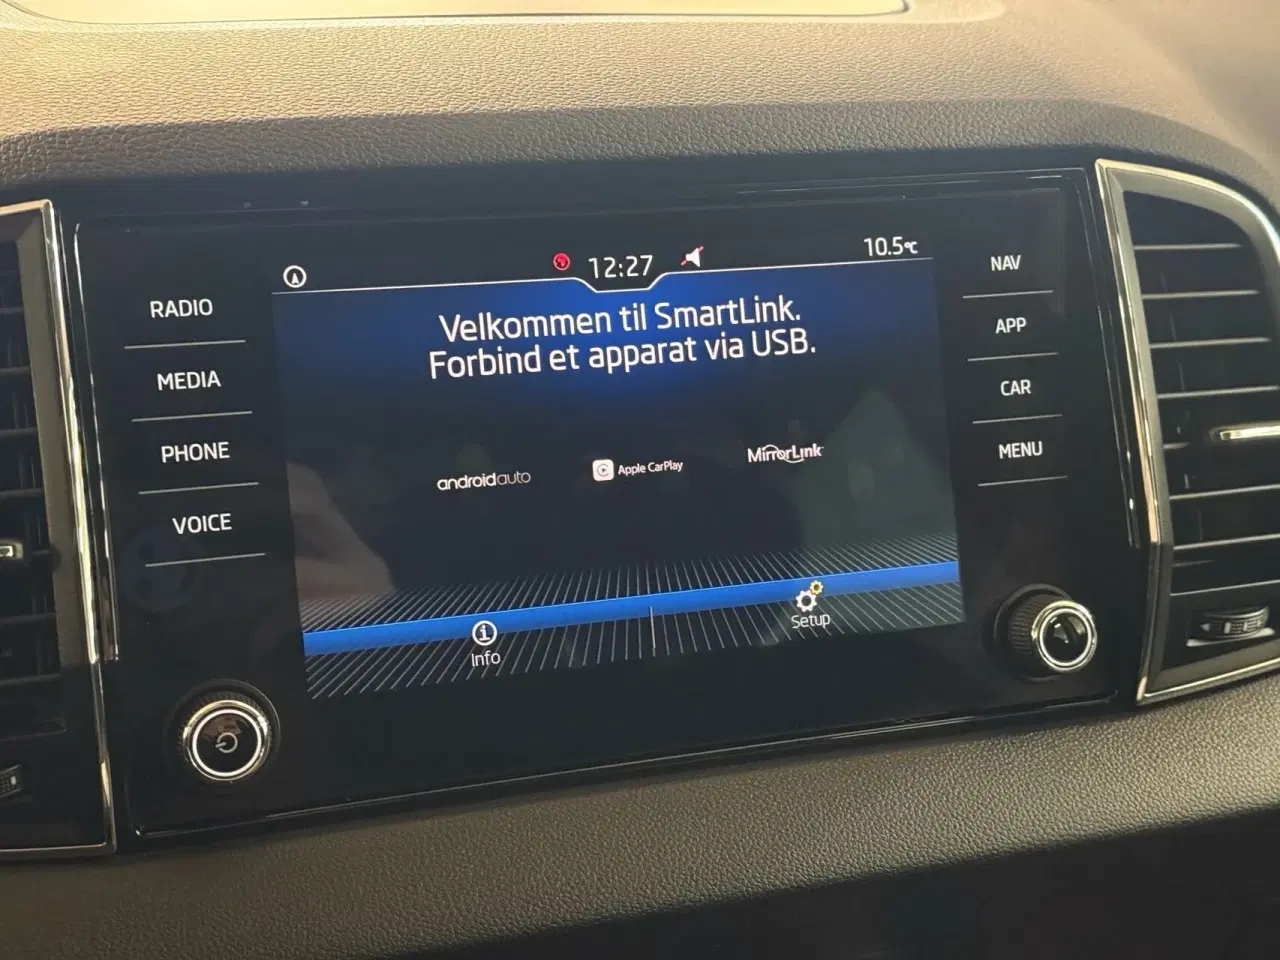 12:27
10.5°C
RADIO
MEDIA
PHONE
VOICE
Velkommen til SmartLink.
Forbind et apparat via USB.
androidauto
Apple CarPlay
MirrorLink
Info
Setup
NAV
APP
CAR
MENU